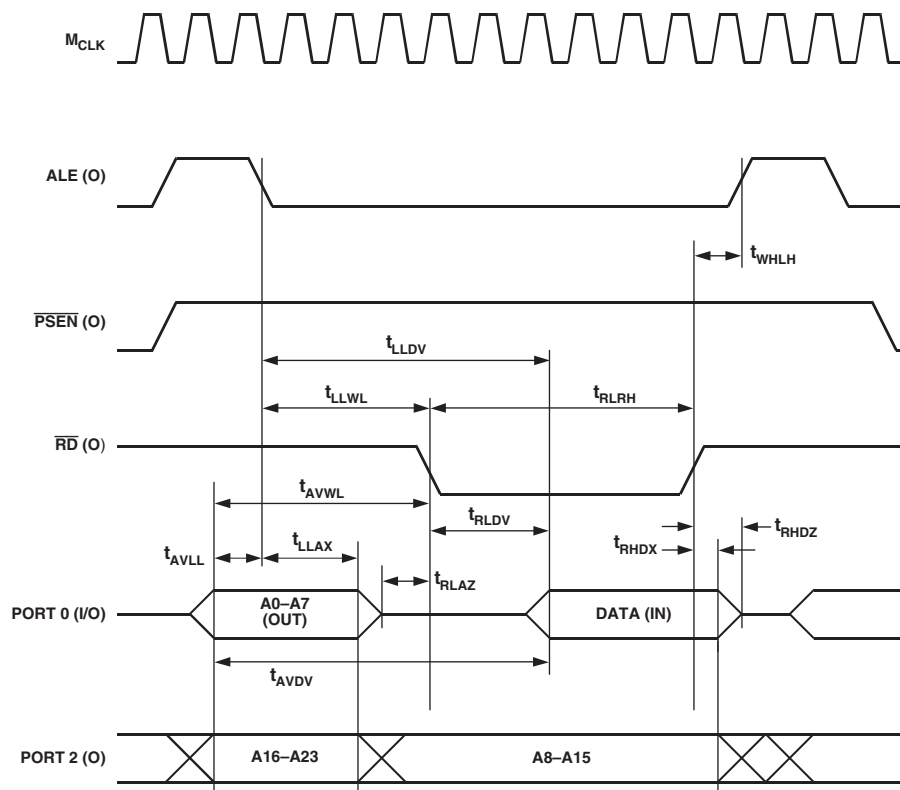 MCLK
ALE (O)
tWHLH
PSEN (O)
tLLDV
tLLWL
tRLRH
RD (O)
tAVWL
tRLDV
tRHDZ
tAVLL
tLLAX
tRHDX
tRLAZ
PORT 0 (I/O)
A0–A7
(OUT)
DATA (IN)
tAVDV
PORT 2 (O)
A16–A23
A8–A15